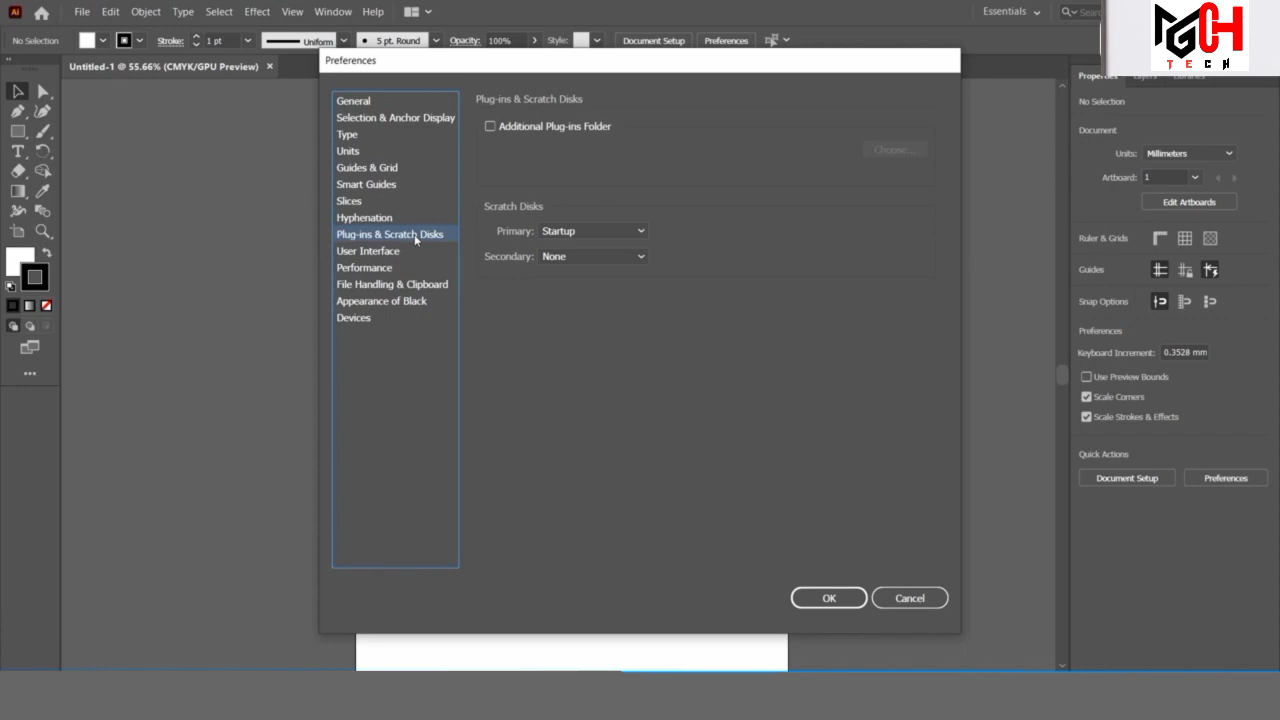 Ai File Edit Object Type Select Effect View Window Help Essentials
No Selection Stroke: 1 pt Uniform 5 pt. Round Opacity: 100% Style: Document Setup Preferences
MGCH
TECH
Untitled-1 @ 55.66% (CMYK/GPU Preview) ×
Preferences
General
Selection & Anchor Display
Type
Units
Guides & Grid
Smart Guides
Slices
Hyphenation
Plug-ins & Scratch Disks
User Interface
Performance
File Handling & Clipboard
Appearance of Black
Devices
Plug-ins & Scratch Disks
Additional Plug-ins Folder
Choose...
Scratch Disks
Primary: Startup
Secondary: None
OK Cancel
Properties Layers Libraries
No Selection
Document
Units: Millimeters
Artboard: 1
Edit Artboards
Ruler & Grids
Guides
Snap Options
Preferences
Keyboard Increment: 0.3528 mm
Use Preview Bounds
Scale Corners
Scale Strokes & Effects
Quick Actions
Document Setup Preferences